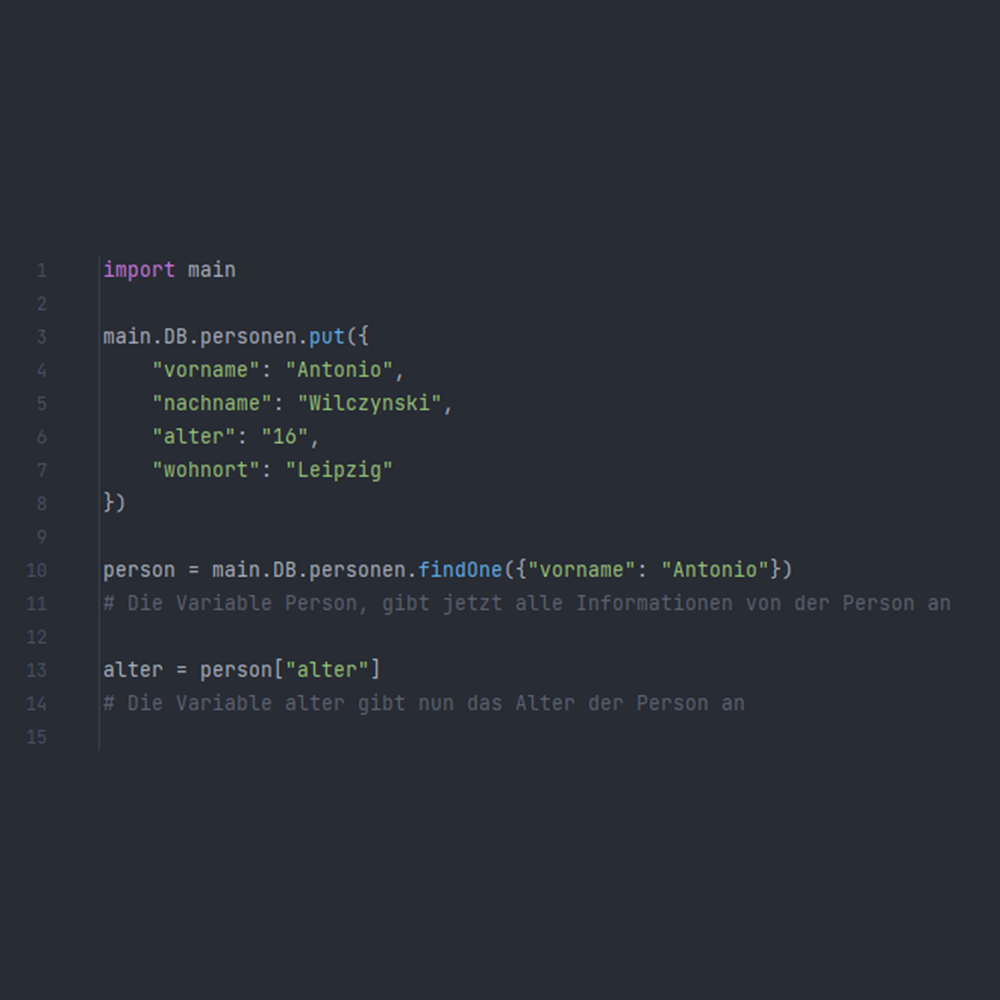 1 import main
2
3 main.DB.personen.put({
4 "vorname": "Antonio",
5 "nachname": "Wilczynski",
6 "alter": "16",
7 "wohnort": "Leipzig"
8 })
9
10 person = main.DB.personen.findOne({"vorname": "Antonio"})
11 # Die Variable Person, gibt jetzt alle Informationen von der Person an
12
13 alter = person["alter"]
14 # Die Variable alter gibt nun das Alter der Person an
15